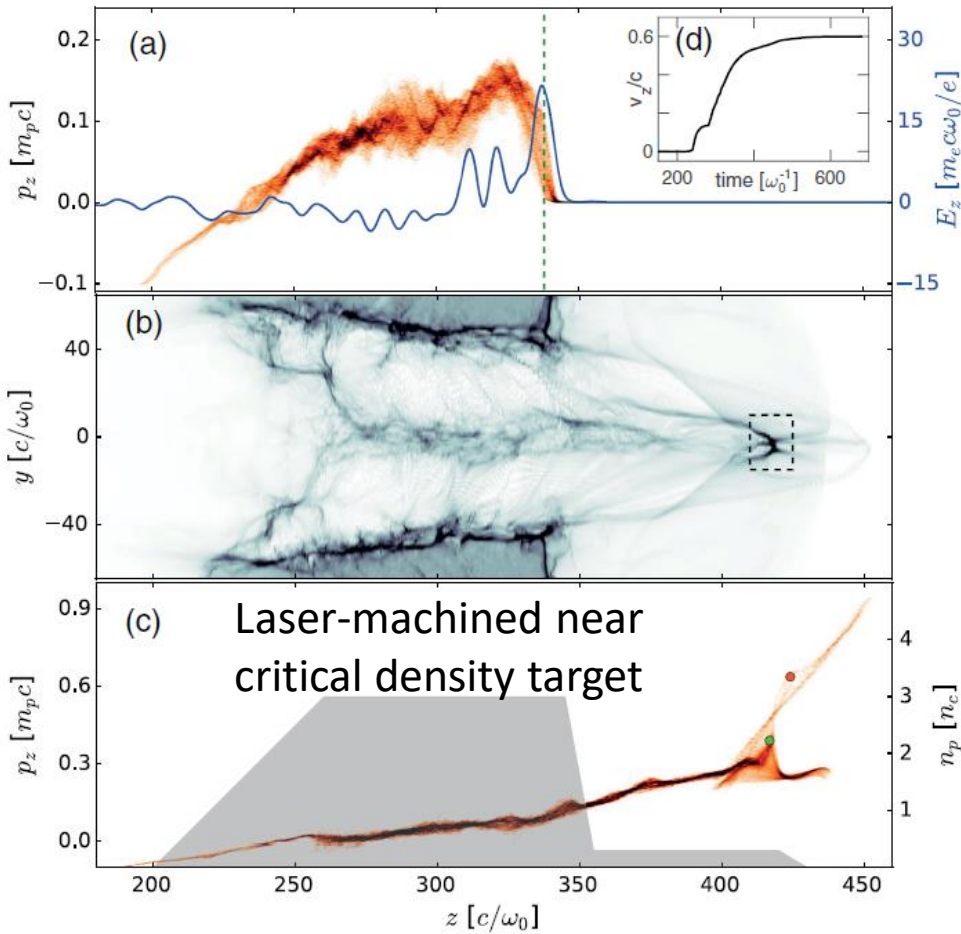 (a)
0.2
0.1
0.0
−0.1
p_z [m_p c]
30
15
0
−15
E_z [m_e cω_0/e]
(d)
0.6
0
v_z/c
200 600
time [ω_0^{-1}]
(b)
40
0
−40
y [c/ω_0]
(c)
Laser-machined near
critical density target
0.9
0.6
0.3
0.0
p_z [m_p c]
4
3
2
1
n_p [n_c]
200 250 300 350 400 450
z [c/ω_0]